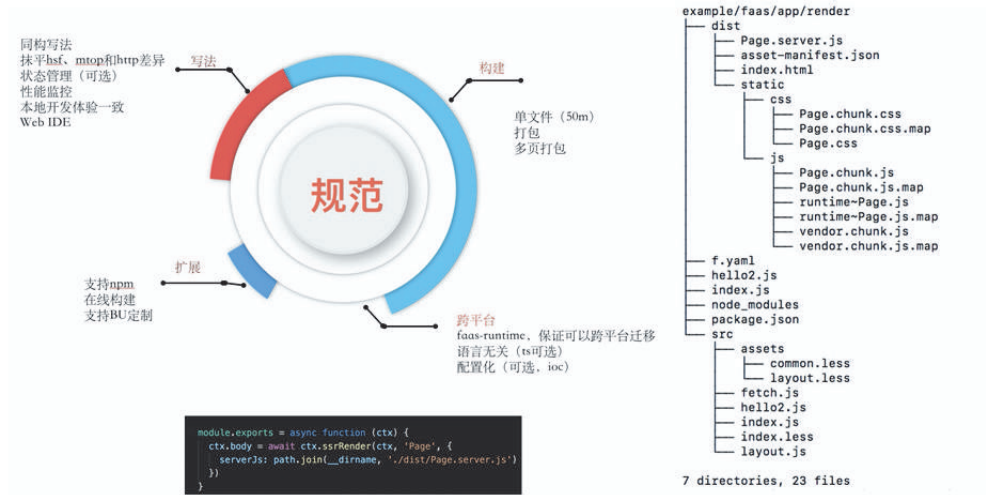 同构写法
抹平hsf、mtop和http差异
状态管理（可选）
性能监控
本地开发体验一致
Web IDE
写法
构建
单文件（50m）
打包
多页打包
规范
扩展
支持npm
在线构建
支持BU定制
跨平台
faas-runtime，保证可以跨平台迁移
语言无关（ts可选）
配置化（可选，ioc）
module.exports = async function (ctx) {
ctx.body = await ctx.ssrRender(ctx, 'Page', {
serverJs: path.join(__dirname, './dist/Page.server.js')
})
}
example/faas/app/render
├── dist
│   ├── Page.server.js
│   ├── asset-manifest.json
│   ├── index.html
│   └── static
│       ├── css
│       │   ├── Page.chunk.css
│       │   ├── Page.chunk.css.map
│       │   └── Page.css
│       └── js
│           ├── Page.chunk.js
│           ├── Page.chunk.js.map
│           ├── runtime~Page.js
│           ├── runtime~Page.js.map
│           ├── vendor.chunk.js
│           └── vendor.chunk.js.map
├── f.yaml
├── hello2.js
├── index.js
├── node_modules
├── package.json
└── src
    ├── assets
    │   ├── common.less
    │   └── layout.less
    ├── fetch.js
    ├── hello2.js
    ├── index.js
    ├── index.less
    └── layout.js
7 directories, 23 files